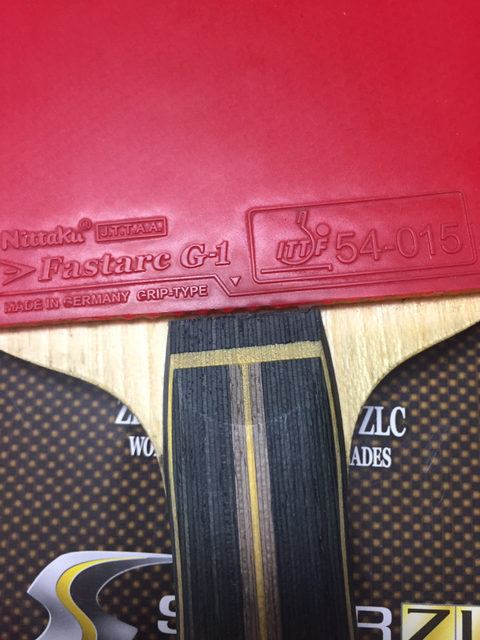 Nittaku® J.T.T.A.A
Fastarc G-1
MADE IN GERMANY GRIP-TYPE
ITTF 54-015
ZLC
ADES